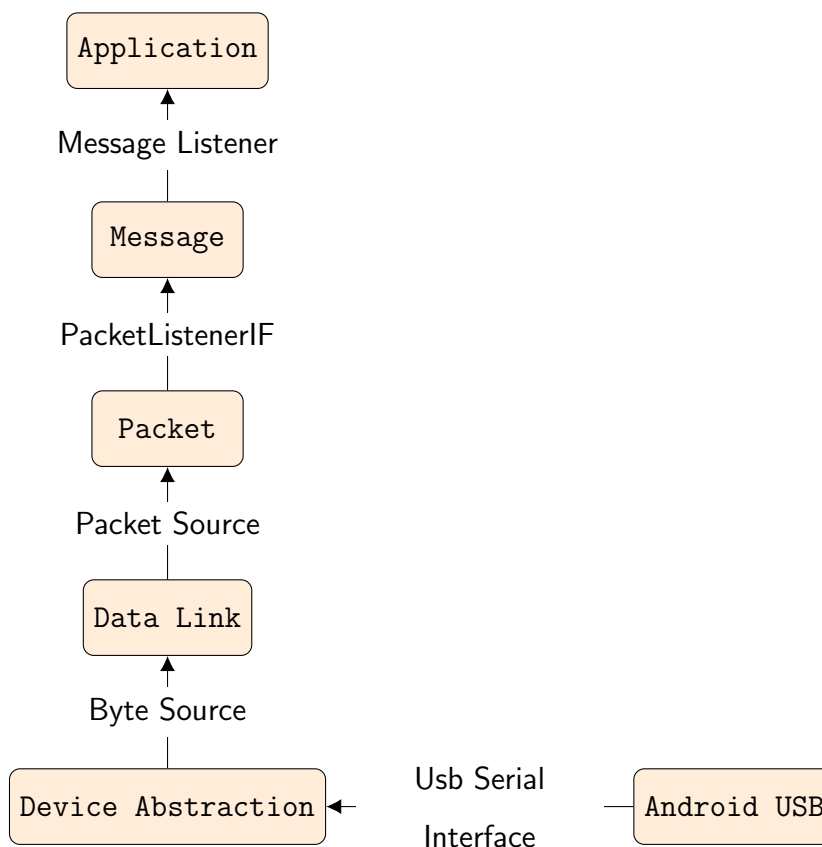 Application
Message Listener
Message
PacketListenerIF
Packet
Packet Source
Data Link
Byte Source
Device Abstraction
Usb Serial
Interface
Android USB